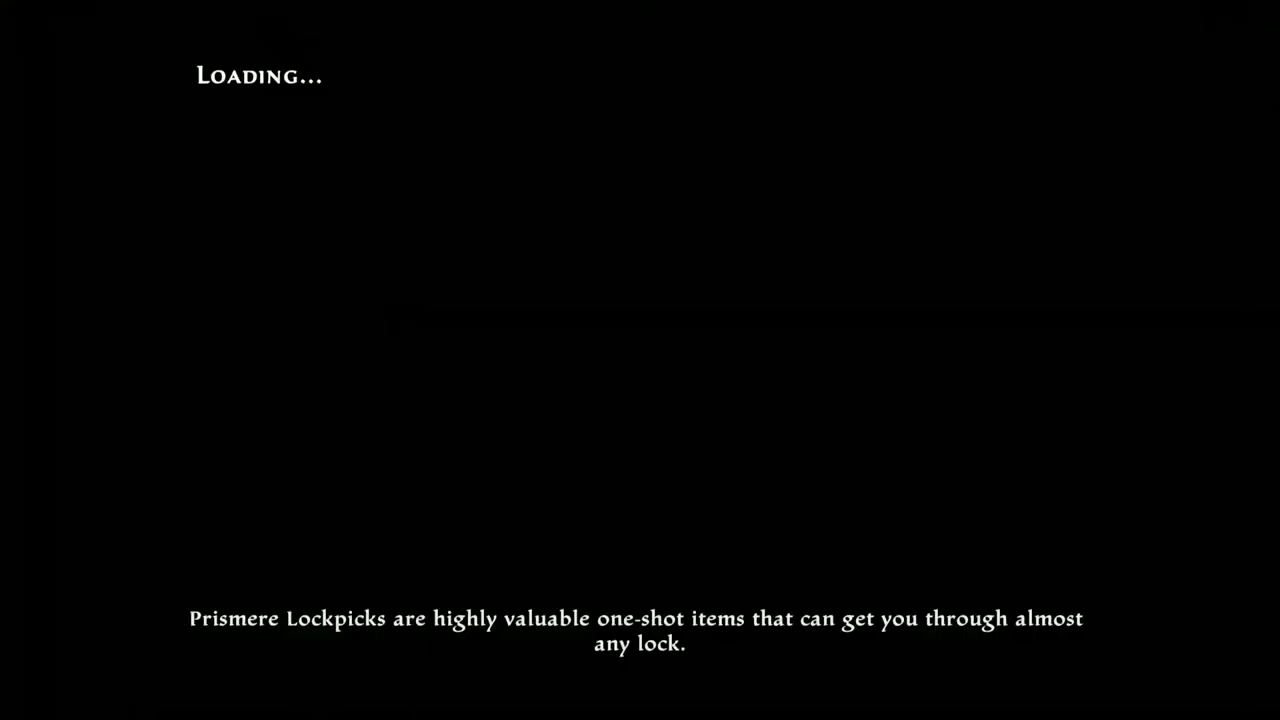 Loading...
Prismere Lockpicks are highly valuable one-shot items that can get you through almost
any lock.